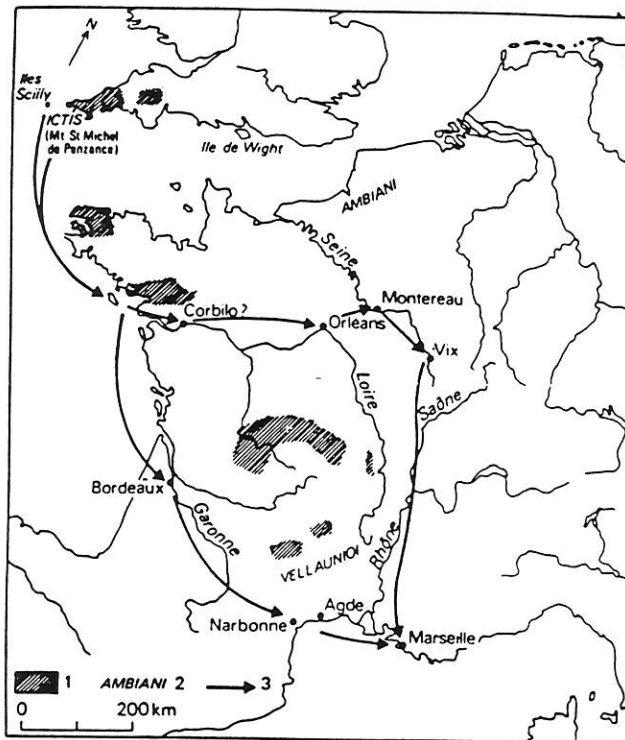 N
Iles
Scilly
ICTIS
(Mt St Michel
de Penzance)
Ile de Wight
AMBIANI
Seine
Montereau
Corbilo?
Orléans
Vix
Loire
Saône
Bordeaux
Garonne
VELLAUNIOI
Rhône
Agde
Narbonne
Marseille
1 AMBIANI 2 3
0 200 km